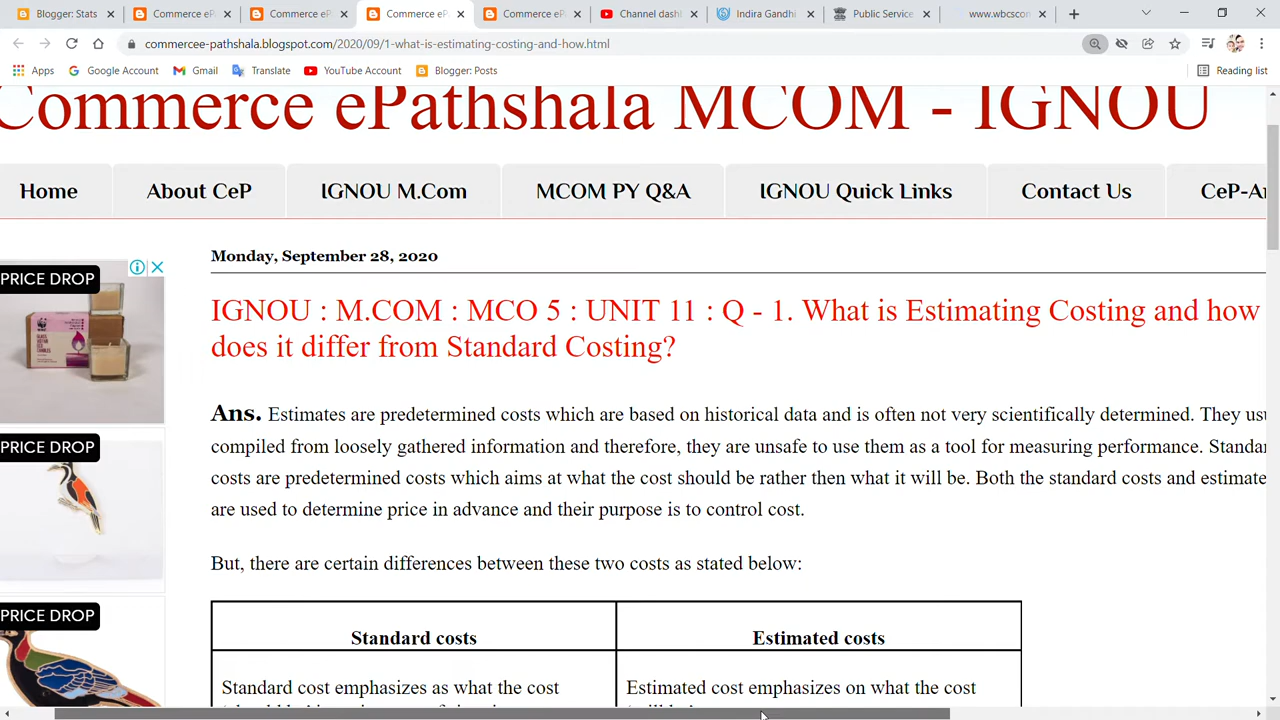 Blogger: Stats
Commerce eP
Commerce eP
Commerce eP
Commerce eP
Channel dash
Indira Gandhi
Public Service
www.wbcscom
commercee-pathshala.blogspot.com/2020/09/1-what-is-estimating-costing-and-how.html
Apps
Google Account
Gmail
Translate
YouTube Account
Blogger: Posts
Reading list
Commerce ePathshala MCOM - IGNOU
Home
About CeP
IGNOU M.Com
MCOM PY Q&A
IGNOU Quick Links
Contact Us
CeP-A
Monday, September 28, 2020
PRICE DROP
IGNOU : M.COM : MCO 5 : UNIT 11 : Q - 1. What is Estimating Costing and how
does it differ from Standard Costing?
Ans. Estimates are predetermined costs which are based on historical data and is often not very scientifically determined. They usu
PRICE DROP
compiled from loosely gathered information and therefore, they are unsafe to use them as a tool for measuring performance. Standar
costs are predetermined costs which aims at what the cost should be rather then what it will be. Both the standard costs and estimate
are used to determine price in advance and their purpose is to control cost.
But, there are certain differences between these two costs as stated below:
PRICE DROP
Standard costs
Estimated costs
Standard cost emphasizes as what the cost
Estimated cost emphasizes on what the cost